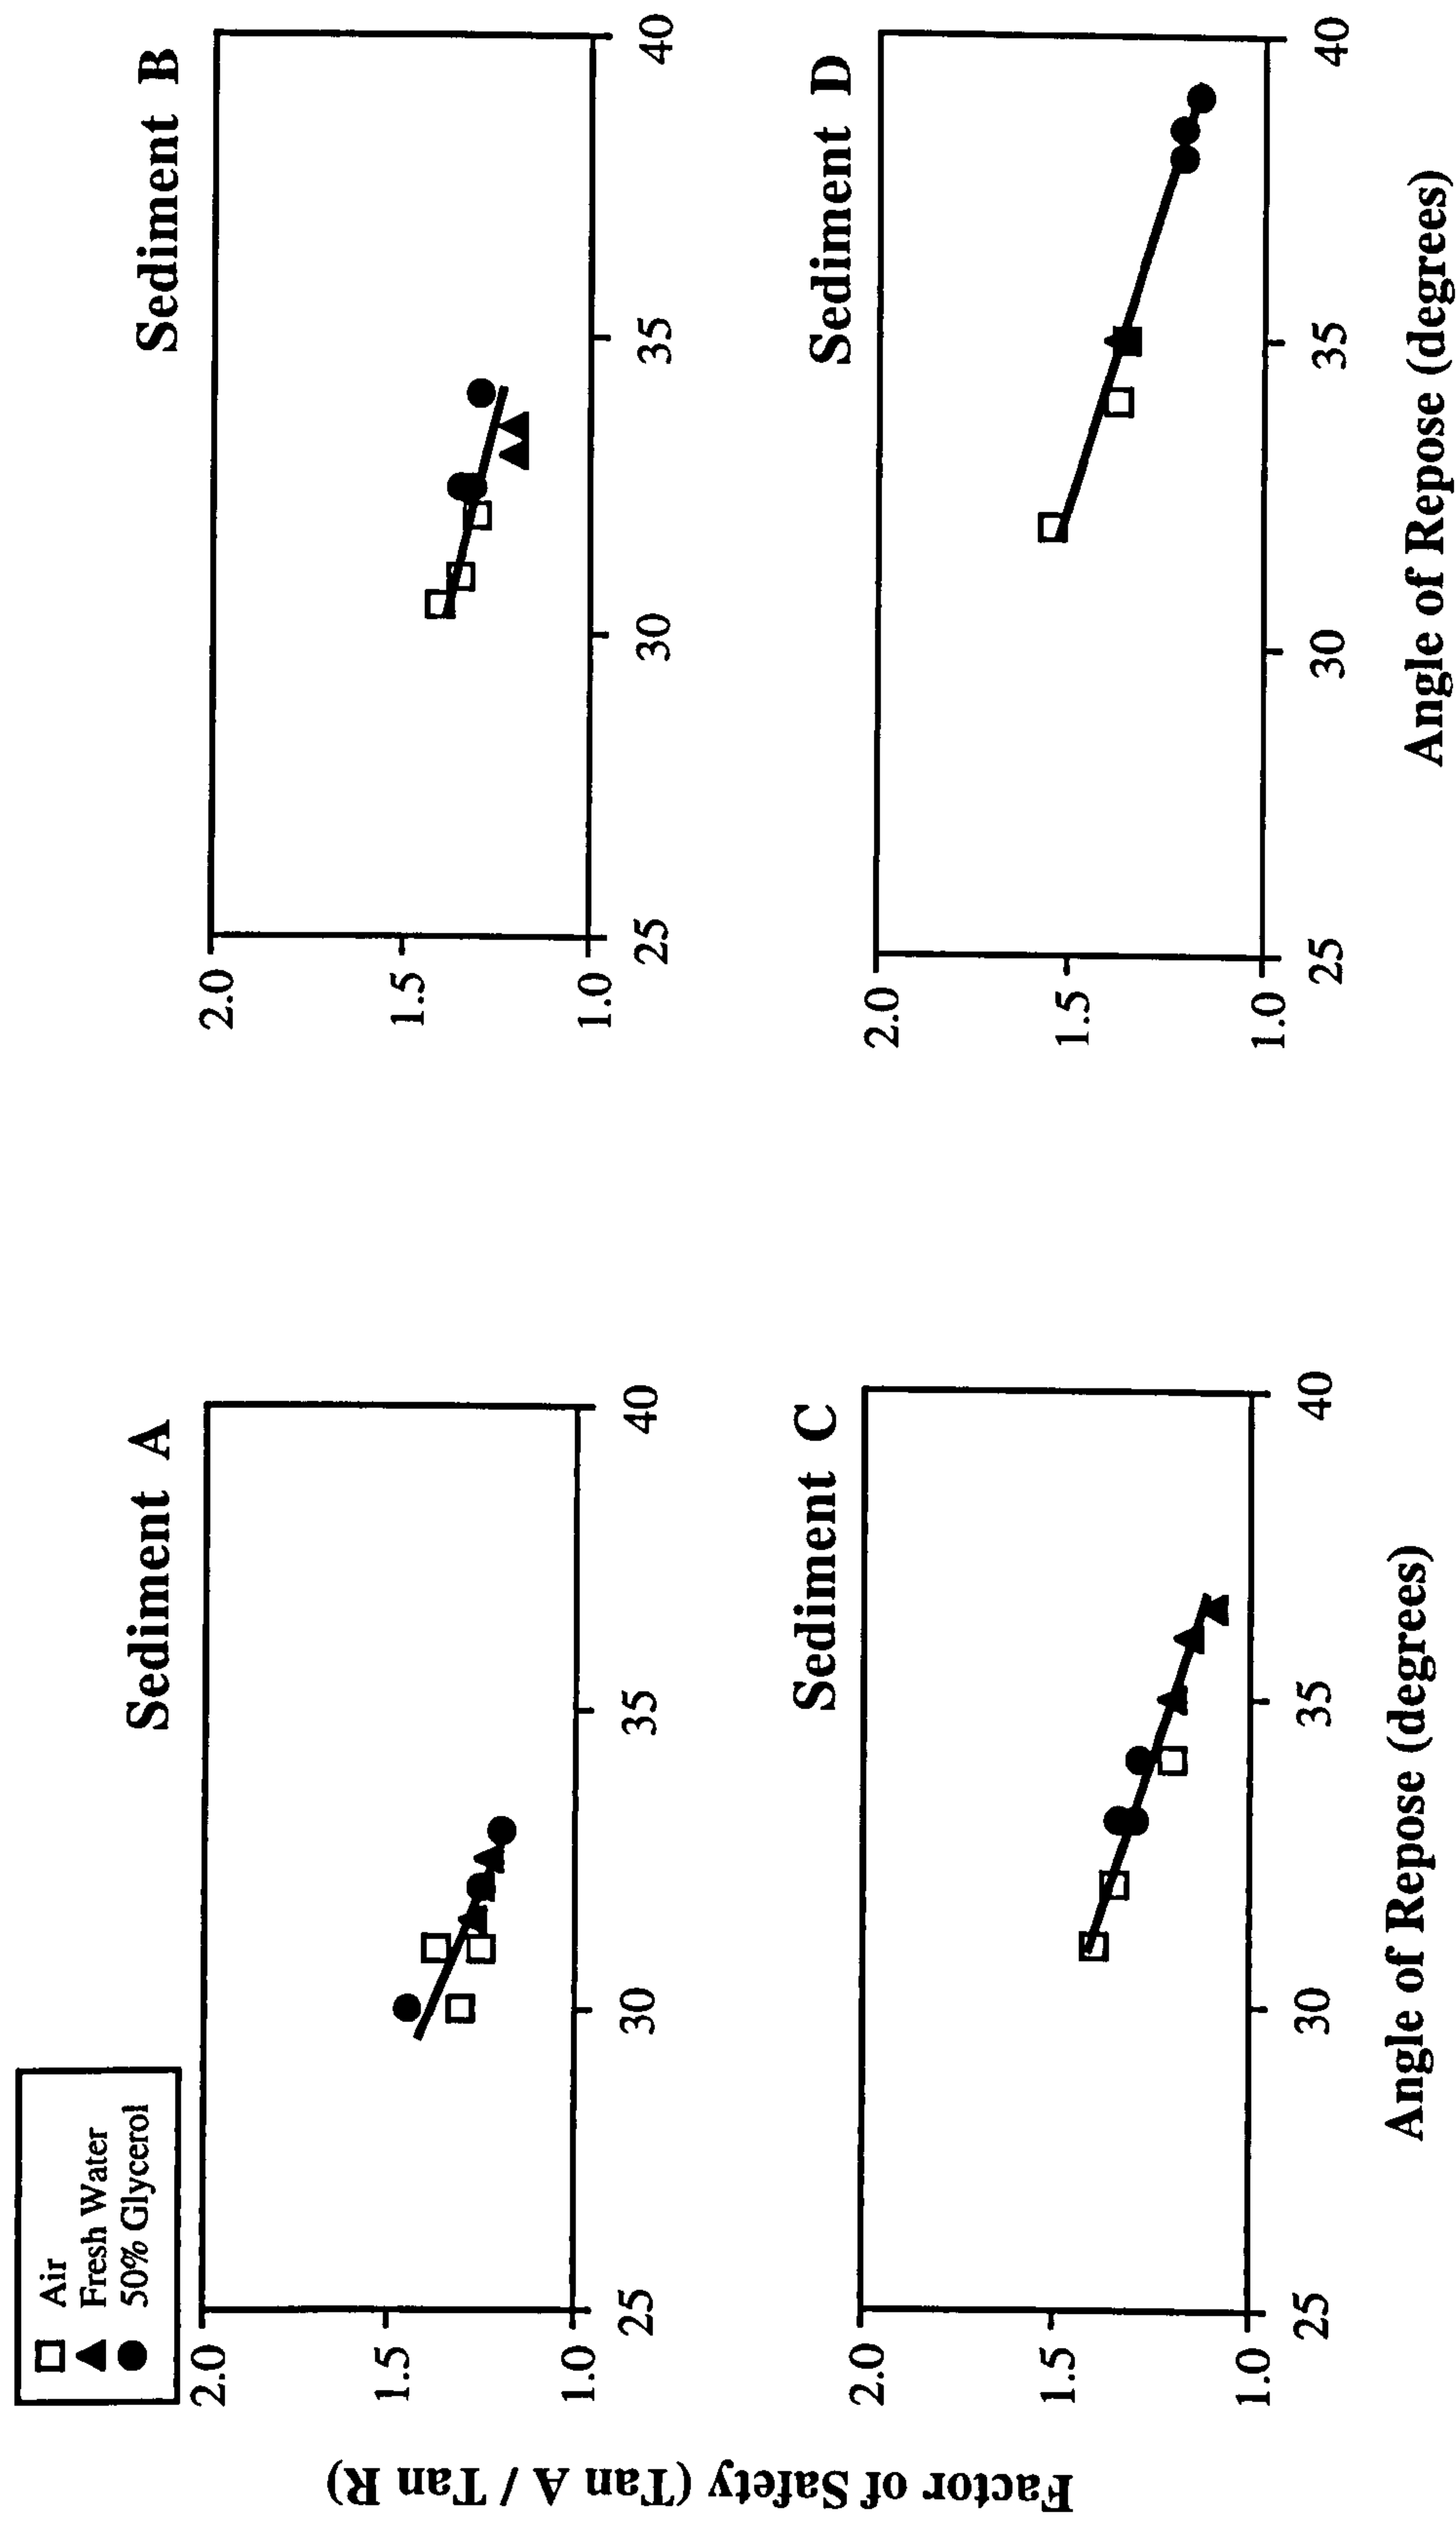 Air
Fresh Water
50% Glycerol
Factor of Safety (Tan A / Tan R)
Sediment A
2.0
1.5
1.0
25
30
35
40
Sediment B
2.0
1.5
1.0
25
30
35
40
Sediment C
2.0
1.5
1.0
25
30
35
40
Angle of Repose (degrees)
Sediment D
2.0
1.5
1.0
25
30
35
40
Angle of Repose (degrees)